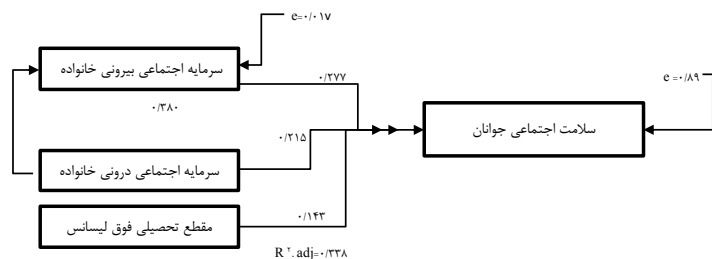 e=۰/۰۱۷
سرمایه اجتماعی بیرونی خانواده
۰/۲۷۷
e =۰/۸۹
۰/۳۸۰
سلامت اجتماعی جوانان
۰/۲۱۵
سرمایه اجتماعی درونی خانواده
۰/۱۴۳
مقطع تحصیلی فوق لیسانس
R ۲. adj=۰/۳۳۸